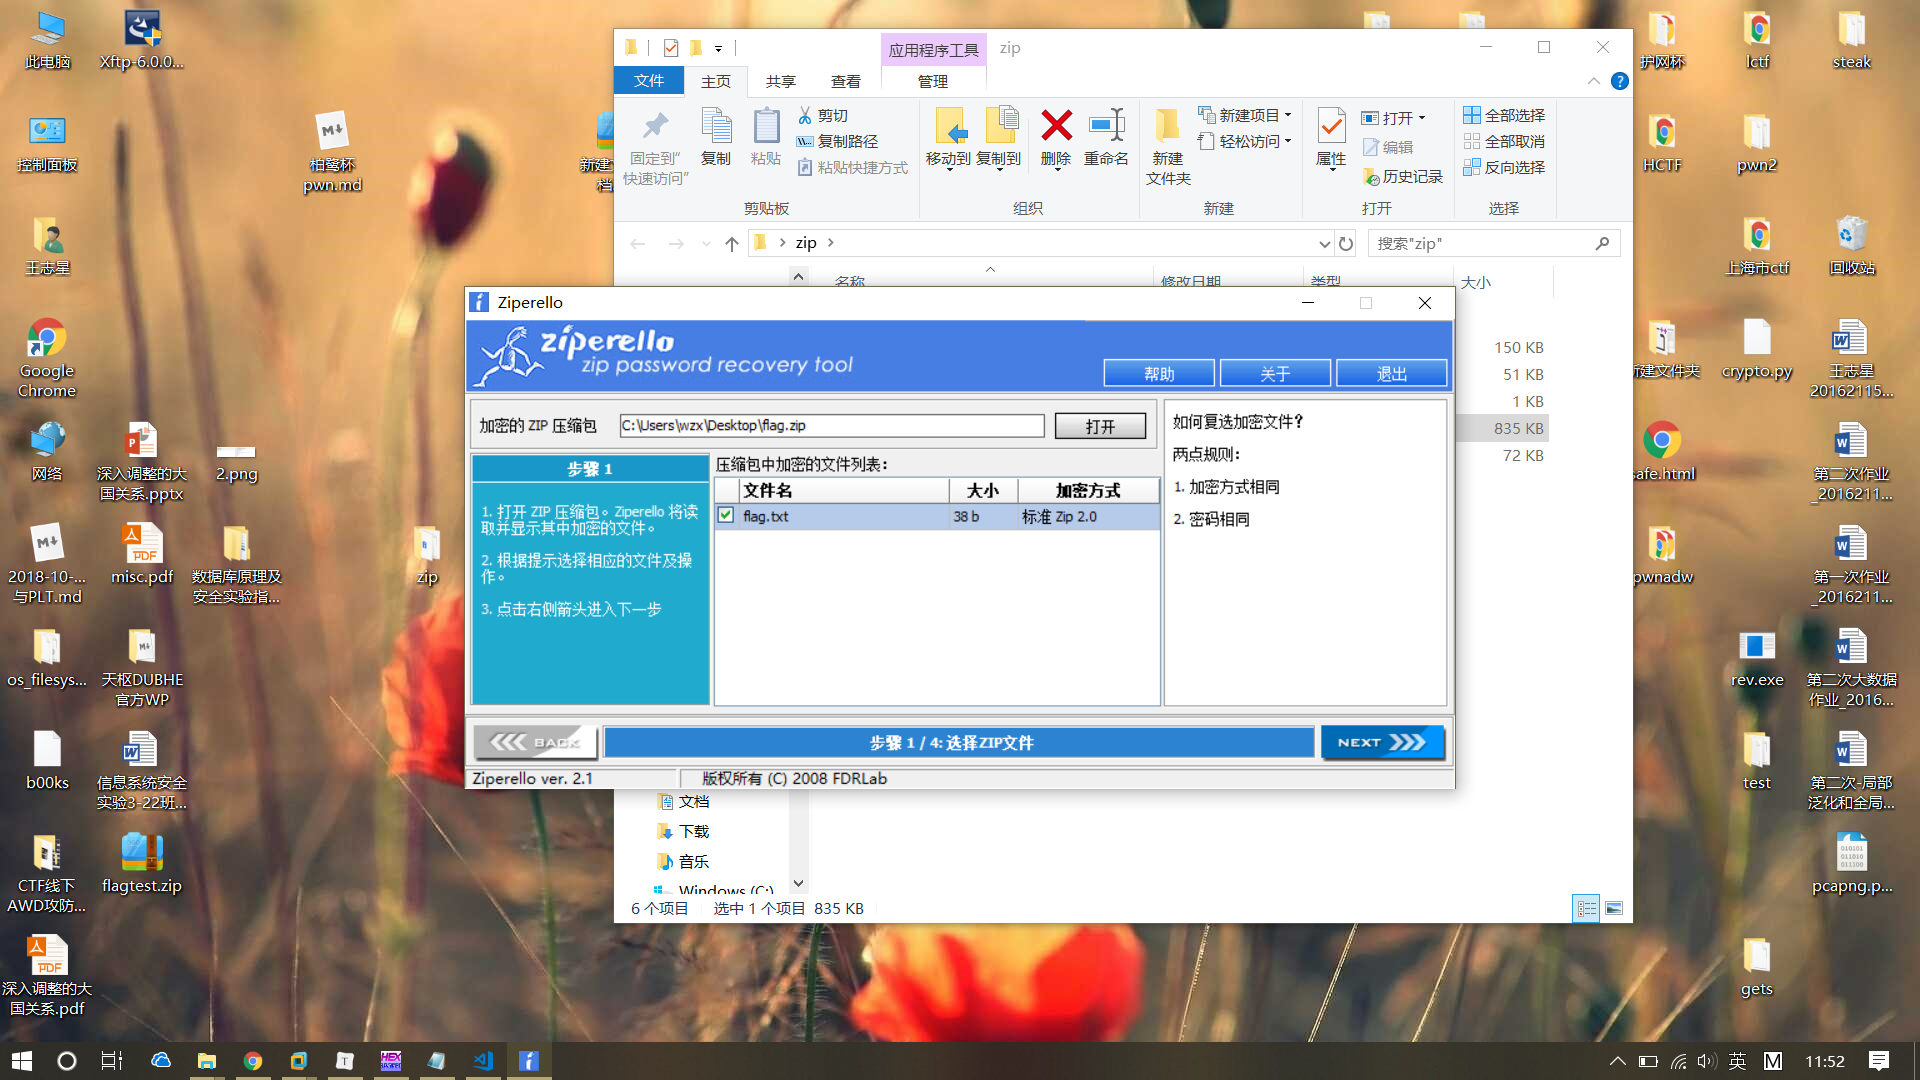 此电脑
Xftp-6.0.0...
控制面板
柏鹭杯
pwn.md
王志星
Google
Chrome
网络
深入调整的大
国关系.pptx
2.png
2018-10-...
与PLT.md
misc.pdf
数据库原理及
安全实验指...
zip
os_filesys...
天枢DUBHE
官方WP
b00ks
信息系统安全
实验3-22班...
CTF线下
AWD攻防...
flagtest.zip
深入调整的大
国关系.pdf
应用程序工具
zip
文件
主页
共享
查看
管理
固定到"
快速访问"
复制
粘贴
剪切
复制路径
粘贴快捷方式
剪贴板
移动到
复制到
删除
重命名
组织
新建
文件夹
新建项目
轻松访问
新建
属性
打开
编辑
历史记录
打开
全部选择
全部取消
反向选择
选择
zip
搜索"zip"
名称
修改日期
类型
大小
150 KB
51 KB
1 KB
835 KB
72 KB
Ziperello
ziperello
zip password recovery tool
帮助
关于
退出
加密的 ZIP 压缩包
C:\Users\wzx\Desktop\flag.zip
打开
步骤 1
1. 打开 ZIP 压缩包。Ziperello 将读
取并显示其中加密的文件。
2. 根据提示选择相应的文件及操
作。
3. 点击右侧箭头进入下一步
压缩包中加密的文件列表：
文件名
大小
加密方式
flag.txt
38 b
标准 Zip 2.0
如何复选加密文件？
两点规则：
1. 加密方式相同
2. 密码相同
BACK
步骤 1 / 4: 选择ZIP文件
NEXT
Ziperello ver. 2.1
版权所有 (C) 2008 FDRLab
文档
下载
音乐
Windows (C:)
6 个项目
选中 1 个项目 835 KB
护网杯
lctf
steak
HCTF
pwn2
上海市ctf
回收站
新建文件夹
crypto.py
王志星
20162115...
safe.html
第二次作业
_2016211...
pwnadw
第一次作业
_2016211...
rev.exe
第二次大数据
作业_2016...
test
第二次-局部
泛化和全局...
pcapng.p...
gets
英
M
11:52